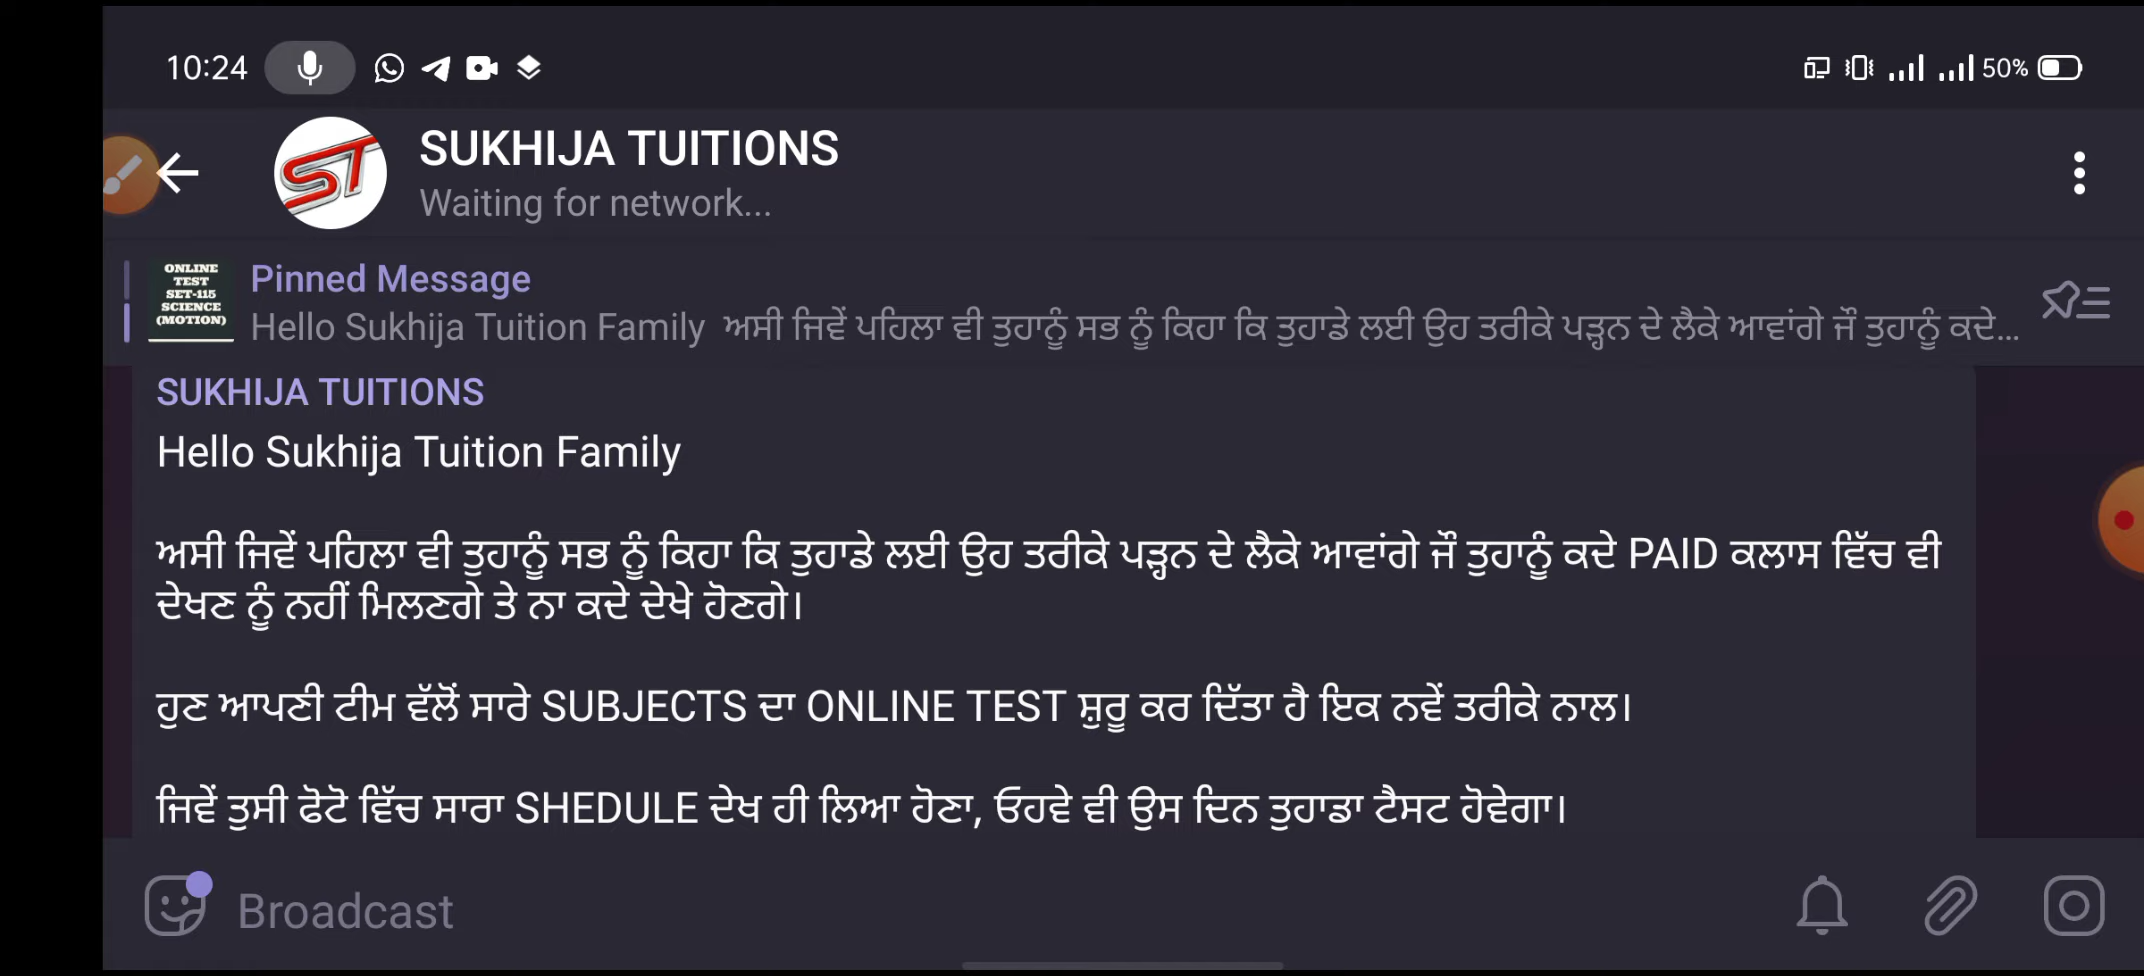 10:24
50%
ST
SUKHIJA TUITIONS
Waiting for network...
ONLINE
TEST
SET-115
SCIENCE
(MOTION)
Pinned Message
Hello Sukhija Tuition Family ਅਸੀ ਜਿਵੇਂ ਪਹਿਲਾ ਵੀ ਤੁਹਾਨੂੰ ਸਭ ਨੂੰ ਕਿਹਾ ਕਿ ਤੁਹਾਡੇ ਲਈ ਉਹ ਤਰੀਕੇ ਪੜ੍ਹਨ ਦੇ ਲੈਕੇ ਆਵਾਂਗੇ ਜੌ ਤੁਹਾਨੂੰ ਕਦੇ...
SUKHIJA TUITIONS
Hello Sukhija Tuition Family
ਅਸੀ ਜਿਵੇਂ ਪਹਿਲਾ ਵੀ ਤੁਹਾਨੂੰ ਸਭ ਨੂੰ ਕਿਹਾ ਕਿ ਤੁਹਾਡੇ ਲਈ ਉਹ ਤਰੀਕੇ ਪੜ੍ਹਨ ਦੇ ਲੈਕੇ ਆਵਾਂਗੇ ਜੌ ਤੁਹਾਨੂੰ ਕਦੇ PAID ਕਲਾਸ ਵਿੱਚ ਵੀ
ਦੇਖਣ ਨੂੰ ਨਹੀਂ ਮਿਲਣਗੇ ਤੇ ਨਾ ਕਦੇ ਦੇਖੇ ਹੋਣਗੇ।
ਹੁਣ ਆਪਣੀ ਟੀਮ ਵੱਲੋਂ ਸਾਰੇ SUBJECTS ਦਾ ONLINE TEST ਸ਼ੁਰੂ ਕਰ ਦਿੱਤਾ ਹੈ ਇਕ ਨਵੇਂ ਤਰੀਕੇ ਨਾਲ।
ਜਿਵੇਂ ਤੁਸੀ ਫੋਟੋ ਵਿੱਚ ਸਾਰਾ SHEDULE ਦੇਖ ਹੀ ਲਿਆ ਹੋਣਾ, ਓਹਵੇ ਵੀ ਉਸ ਦਿਨ ਤੁਹਾਡਾ ਟੈਸਟ ਹੋਵੇਗਾ।
Broadcast